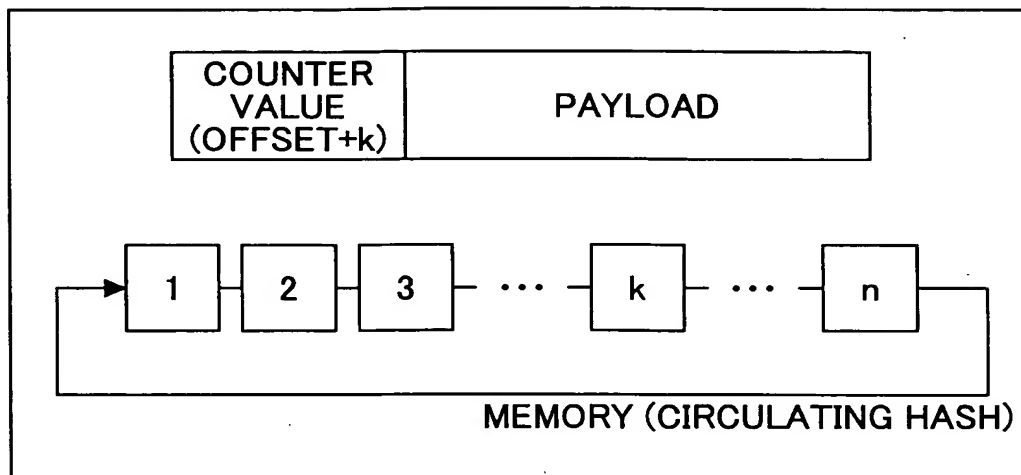 COUNTER
VALUE
(OFFSET+k)
PAYLOAD
1 2 3 ... k ... n
MEMORY (CIRCULATING HASH)